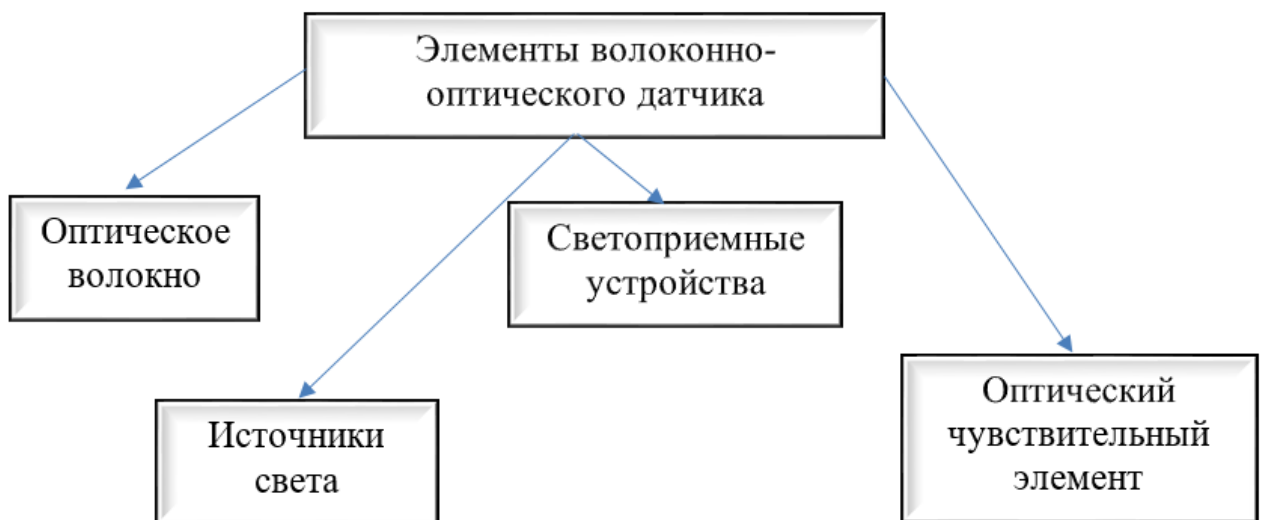 Элементы волоконно-
оптического датчика
Оптическое
волокно
Светоприемные
устройства
Источники
света
Оптический
чувствительный
элемент